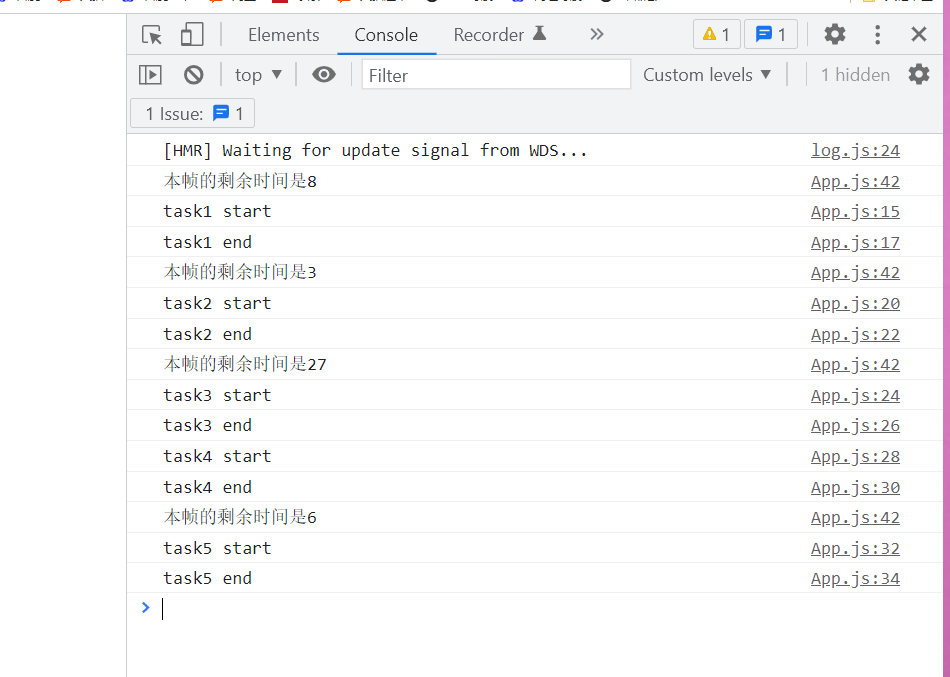 Elements Console Recorder 1 1
top Filter Custom levels 1 hidden
1 Issue: 1
[HMR] Waiting for update signal from WDS... log.js:24
本帧的剩余时间是8 App.js:42
task1 start App.js:15
task1 end App.js:17
本帧的剩余时间是3 App.js:42
task2 start App.js:20
task2 end App.js:22
本帧的剩余时间是27 App.js:42
task3 start App.js:24
task3 end App.js:26
task4 start App.js:28
task4 end App.js:30
本帧的剩余时间是6 App.js:42
task5 start App.js:32
task5 end App.js:34